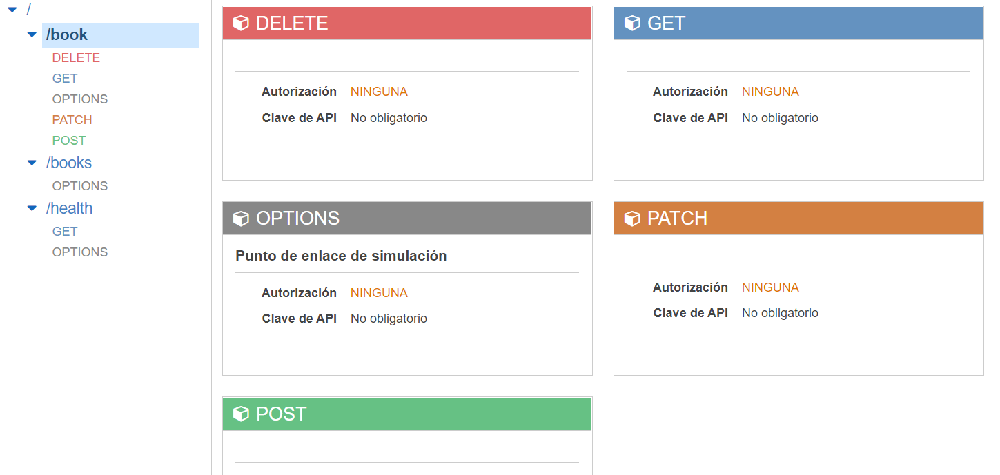 /
/book
DELETE
GET
OPTIONS
PATCH
POST
/books
OPTIONS
/health
GET
OPTIONS
DELETE
Autorización NINGUNA
Clave de API No obligatorio
GET
Autorización NINGUNA
Clave de API No obligatorio
OPTIONS
Punto de enlace de simulación
Autorización NINGUNA
Clave de API No obligatorio
PATCH
Autorización NINGUNA
Clave de API No obligatorio
POST